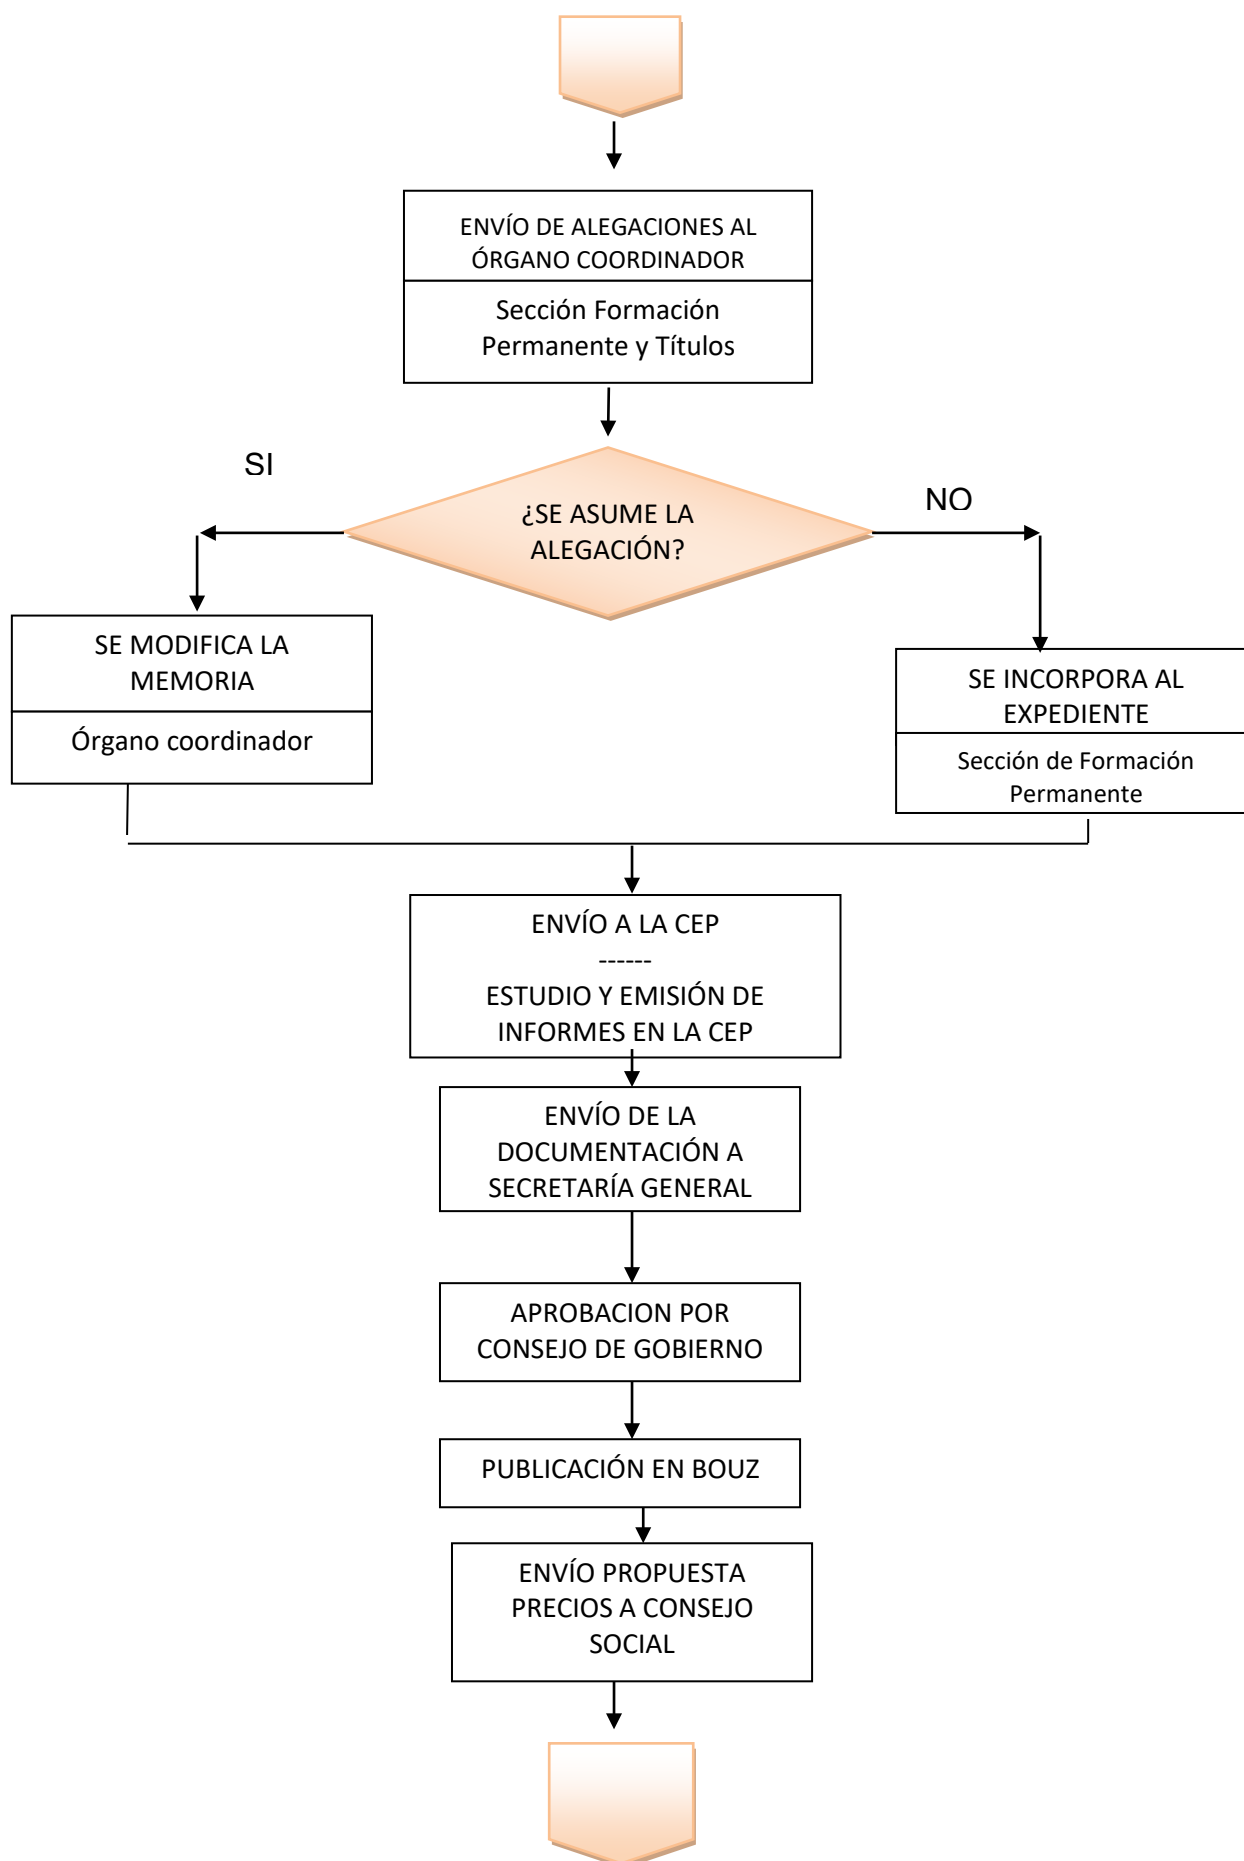 ENVÍO DE ALEGACIONES AL
ÓRGANO COORDINADOR
Sección Formación
Permanente y Títulos
SI
¿SE ASUME LA
ALEGACIÓN?
NO
SE MODIFICA LA
MEMORIA
Órgano coordinador
SE INCORPORA AL
EXPEDIENTE
Sección de Formación
Permanente
ENVÍO A LA CEP
------
ESTUDIO Y EMISIÓN DE
INFORMES EN LA CEP
ENVÍO DE LA
DOCUMENTACIÓN A
SECRETARÍA GENERAL
APROBACION POR
CONSEJO DE GOBIERNO
PUBLICACIÓN EN BOUZ
ENVÍO PROPUESTA
PRECIOS A CONSEJO
SOCIAL